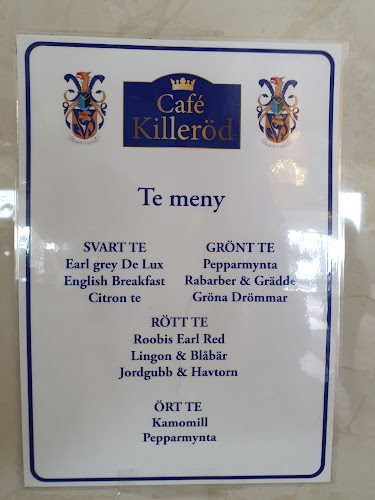 Café
Killeröd
Te meny
SVART TE
Earl grey De Lux
English Breakfast
Citron te
GRÖNT TE
Pepparmynta
Rabarber & Grädde
Gröna Drömmar
RÖTT TE
Roobis Earl Red
Lingon & Blåbär
Jordgubb & Havtorn
ÖRT TE
Kamomill
Pepparmynta